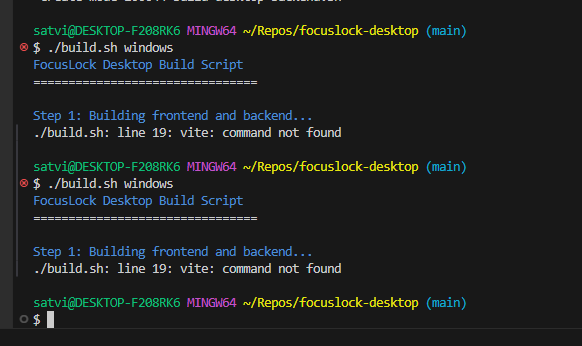 satvi@DESKTOP-F208RK6 MINGW64 ~/Repos/focuslock-desktop (main)
$ ./build.sh windows
FocusLock Desktop Build Script
================================
Step 1: Building frontend and backend...
./build.sh: line 19: vite: command not found
satvi@DESKTOP-F208RK6 MINGW64 ~/Repos/focuslock-desktop (main)
$ ./build.sh windows
FocusLock Desktop Build Script
================================
Step 1: Building frontend and backend...
./build.sh: line 19: vite: command not found
satvi@DESKTOP-F208RK6 MINGW64 ~/Repos/focuslock-desktop (main)
$